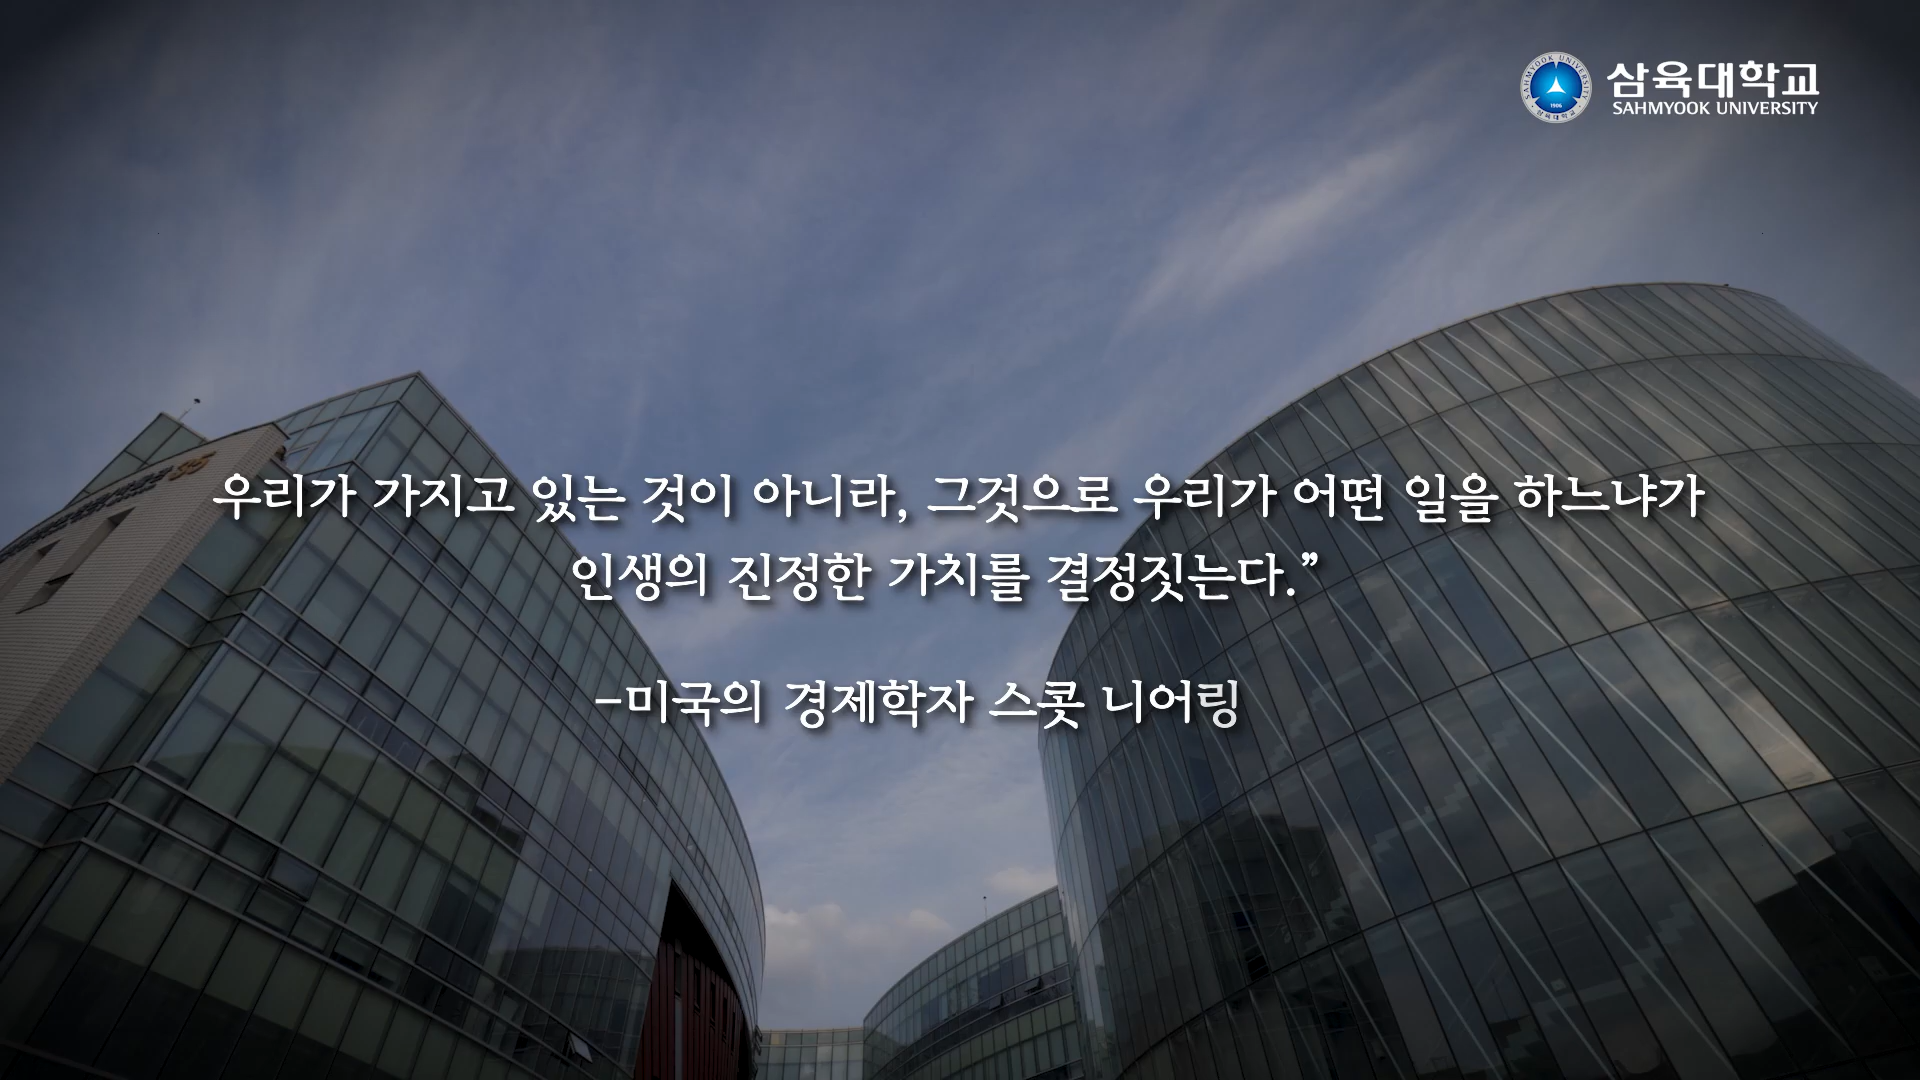 삼육대학교
SAHMYOOK UNIVERSITY
우리가 가지고 있는 것이 아니라, 그것으로 우리가 어떤 일을 하느냐가
인생의 진정한 가치를 결정짓는다.”
-미국의 경제학자 스콧 니어링